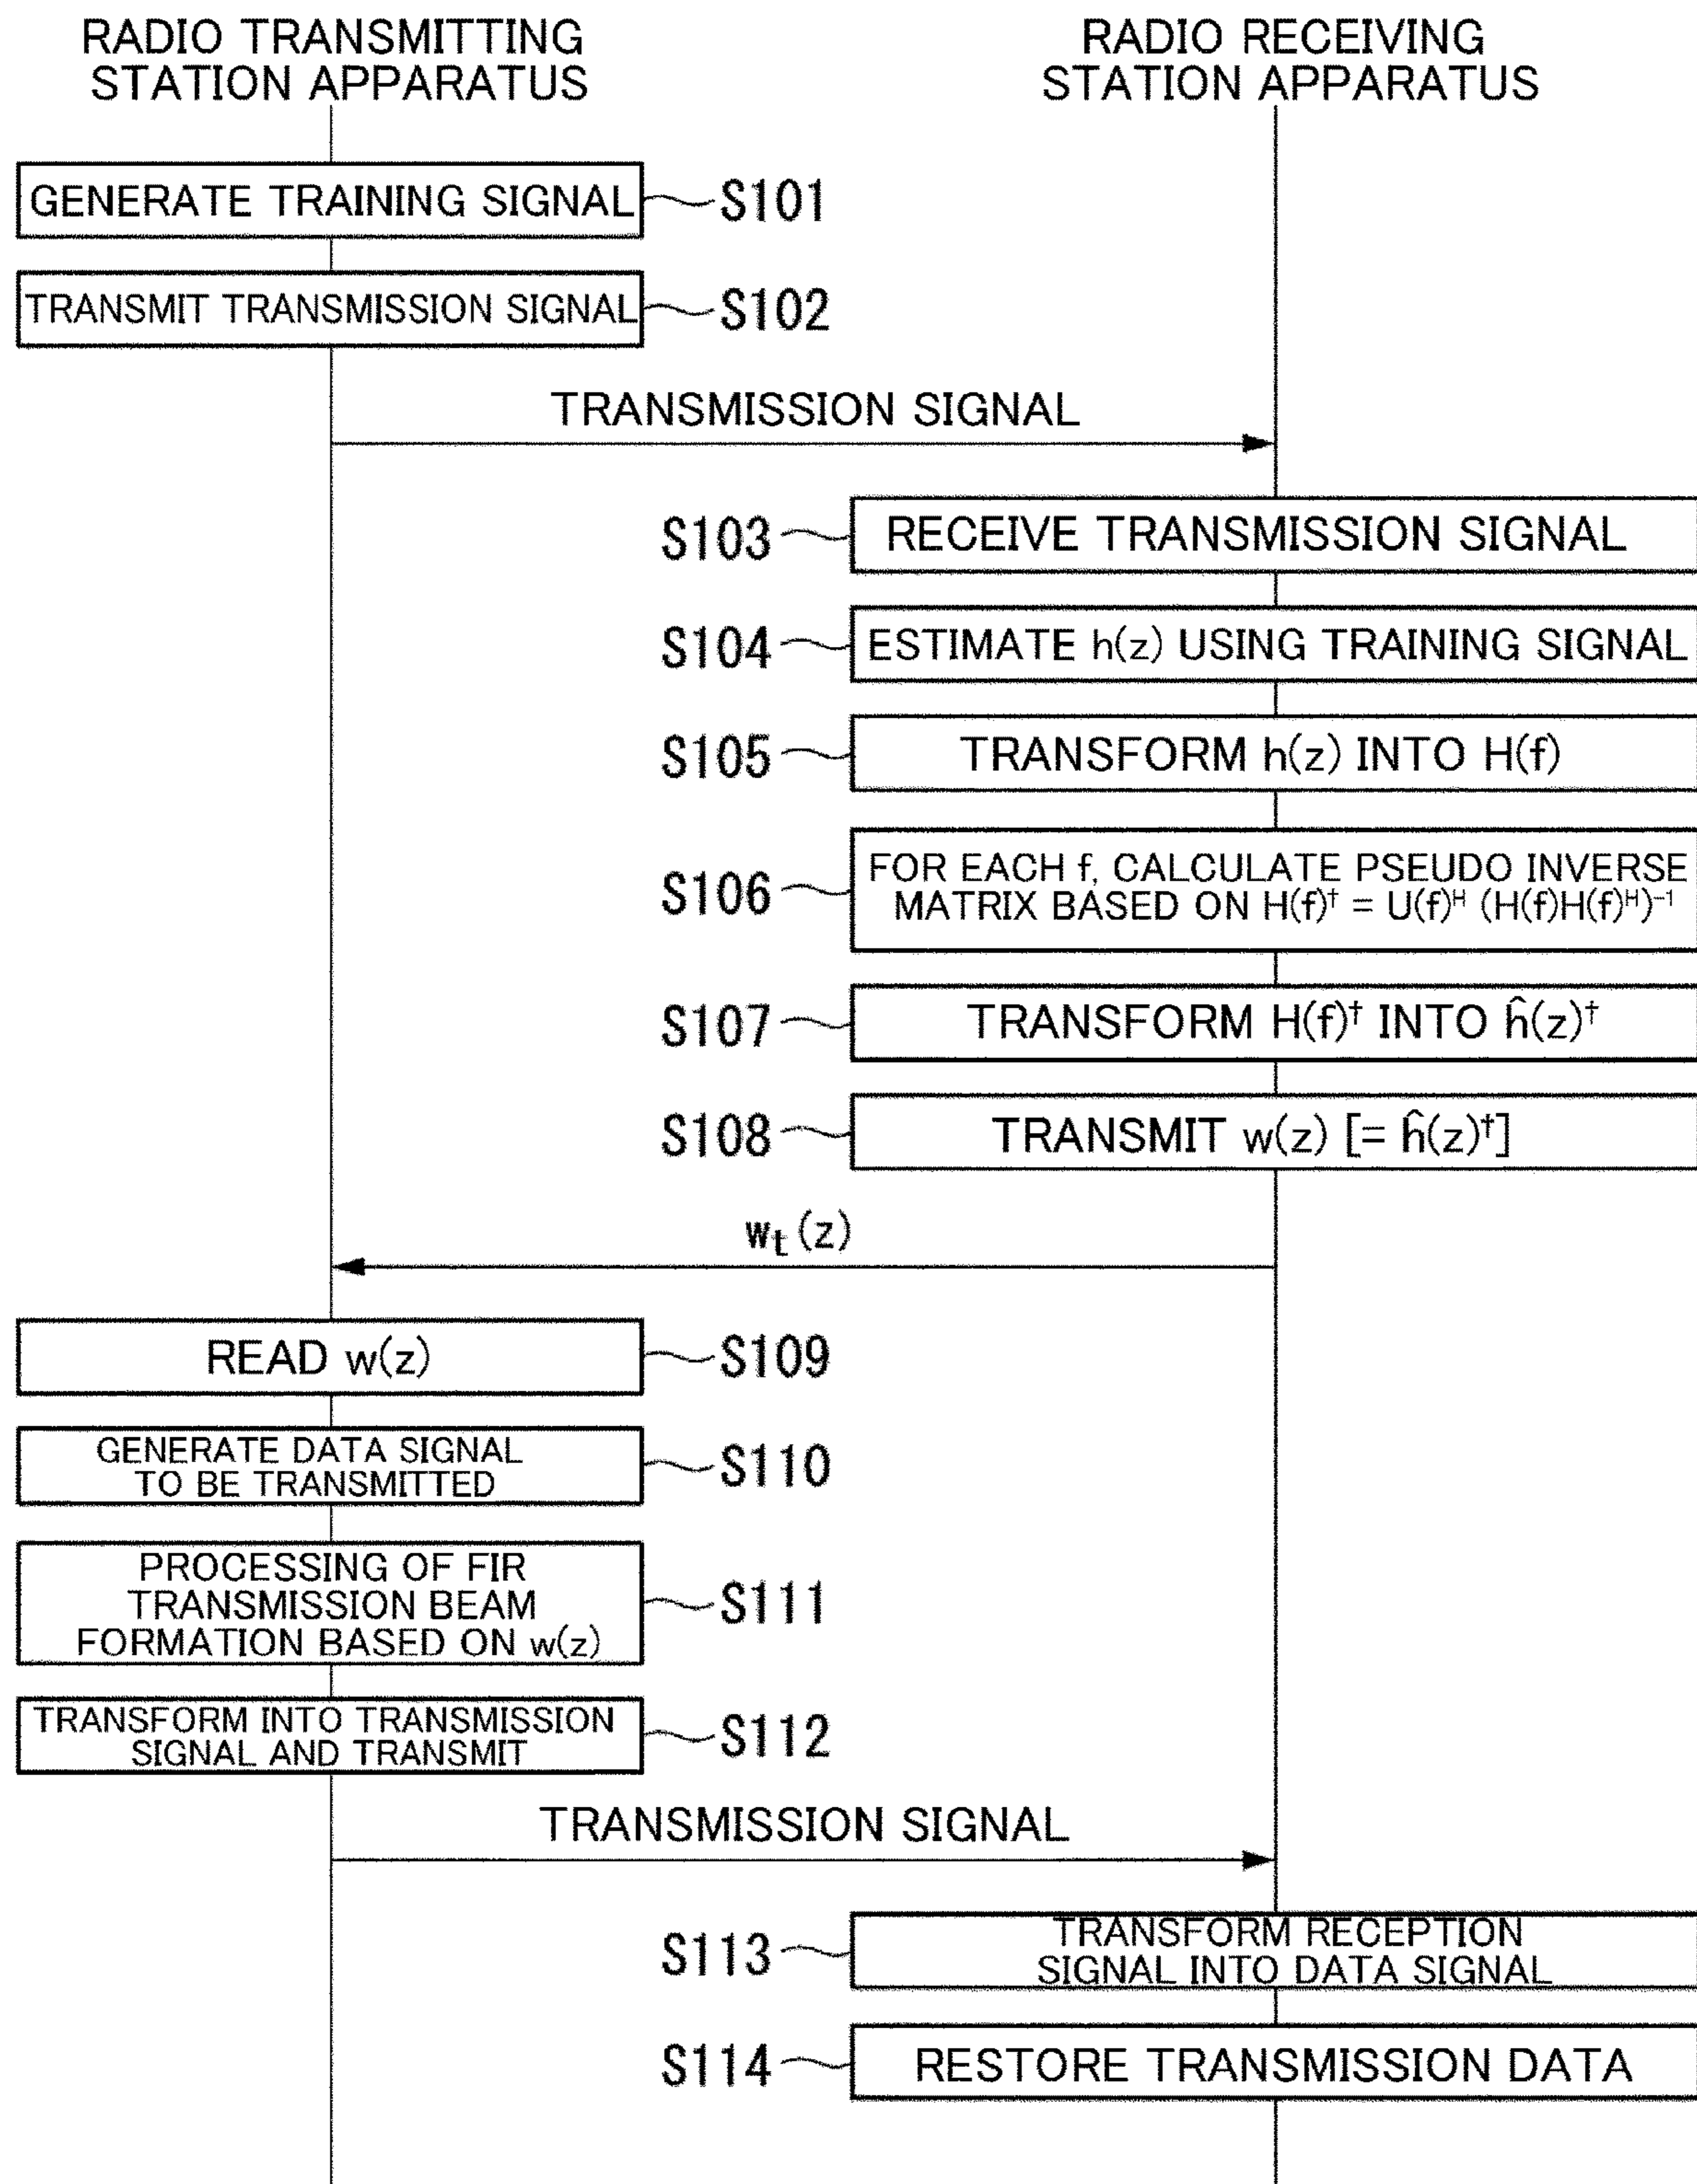 RADIO TRANSMITTING
STATION APPARATUS
RADIO RECEIVING
STATION APPARATUS
GENERATE TRAINING SIGNAL
S101
TRANSMIT TRANSMISSION SIGNAL
S102
TRANSMISSION SIGNAL
S103
RECEIVE TRANSMISSION SIGNAL
S104
ESTIMATE h(z) USING TRAINING SIGNAL
S105
TRANSFORM h(z) INTO H(f)
S106
FOR EACH f, CALCULATE PSEUDO INVERSE
MATRIX BASED ON H(f)† = U(f)ᴴ (H(f)H(f)ᴴ)⁻¹
S107
TRANSFORM H(f)† INTO ĥ(z)†
S108
TRANSMIT w(z) [= ĥ(z)†]
wₜ(z)
READ w(z)
S109
GENERATE DATA SIGNAL
TO BE TRANSMITTED
S110
PROCESSING OF FIR
TRANSMISSION BEAM
FORMATION BASED ON w(z)
S111
TRANSFORM INTO TRANSMISSION
SIGNAL AND TRANSMIT
S112
TRANSMISSION SIGNAL
S113
TRANSFORM RECEPTION
SIGNAL INTO DATA SIGNAL
S114
RESTORE TRANSMISSION DATA